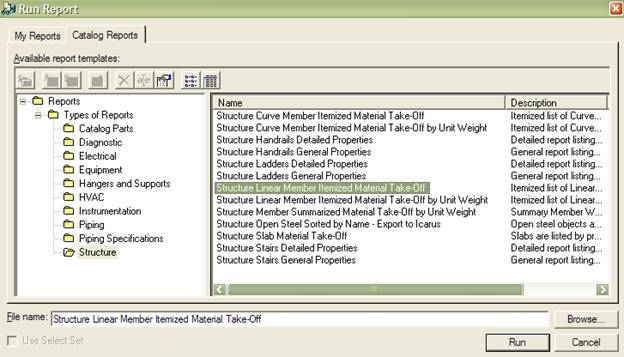 Run Report
My Reports
Catalog Reports
Available report templates:
Reports
Types of Reports
Catalog Parts
Diagnostic
Electrical
Equipment
Hangers and Supports
HVAC
Instrumentation
Piping
Piping Specifications
Structure
Name Description
Structure Curve Member Itemized Material Take-Off Itemized list of Curve...
Structure Curve Member Itemized Material Take-Off by Unit Weight Itemized list of Curve...
Structure Handrails Detailed Properties Detailed report listing...
Structure Handrails General Properties General report listing...
Structure Ladders Detailed Properties Detailed report listing...
Structure Ladders General Properties General report listing...
Structure Linear Member Itemized Material Take-Off Itemized list of Linear...
Structure Linear Member Itemized Material Take-Off by Unit Weight Itemized list of Linear...
Structure Member Summarized Material Take-Off by Unit Weight Summary Member W...
Structure Open Steel Sorted by Name - Export to Icarus Open steel objects a...
Structure Slab Material Take-Off Slabs are listed by pr...
Structure Stairs Detailed Properties Detailed report listing...
Structure Stairs General Properties General report listing...
File name: Structure Linear Member Itemized Material Take-Off Browse...
Use Select Set Run Cancel